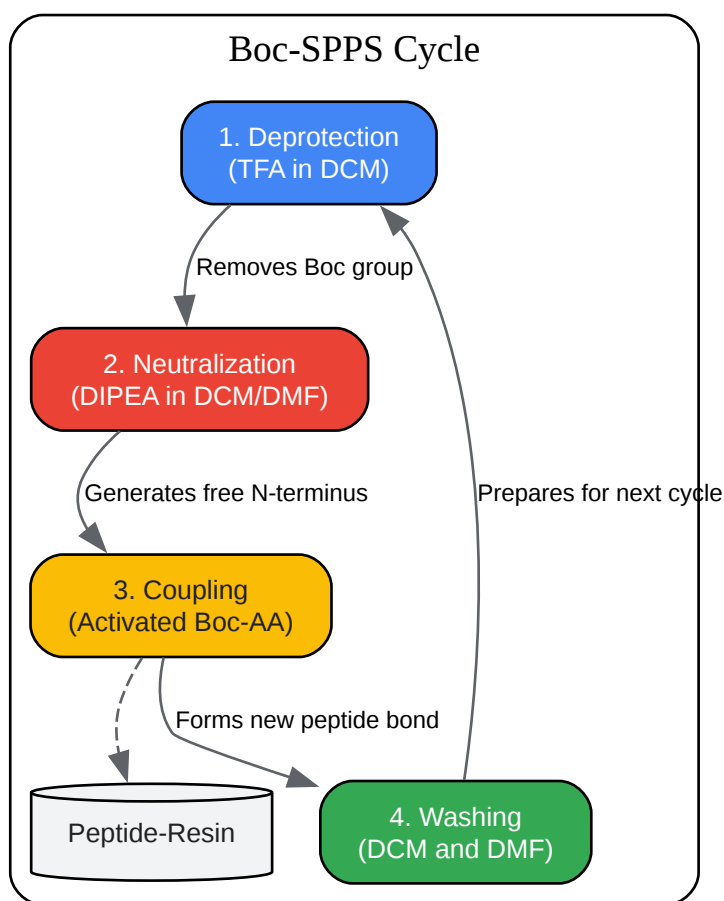 Boc-SPPS Cycle
1. Deprotection
(TFA in DCM)
Removes Boc group
2. Neutralization
(DIPEA in DCM/DMF)
Generates free N-terminus
Prepares for next cycle
3. Coupling
(Activated Boc-AA)
Forms new peptide bond
Peptide-Resin
4. Washing
(DCM and DMF)